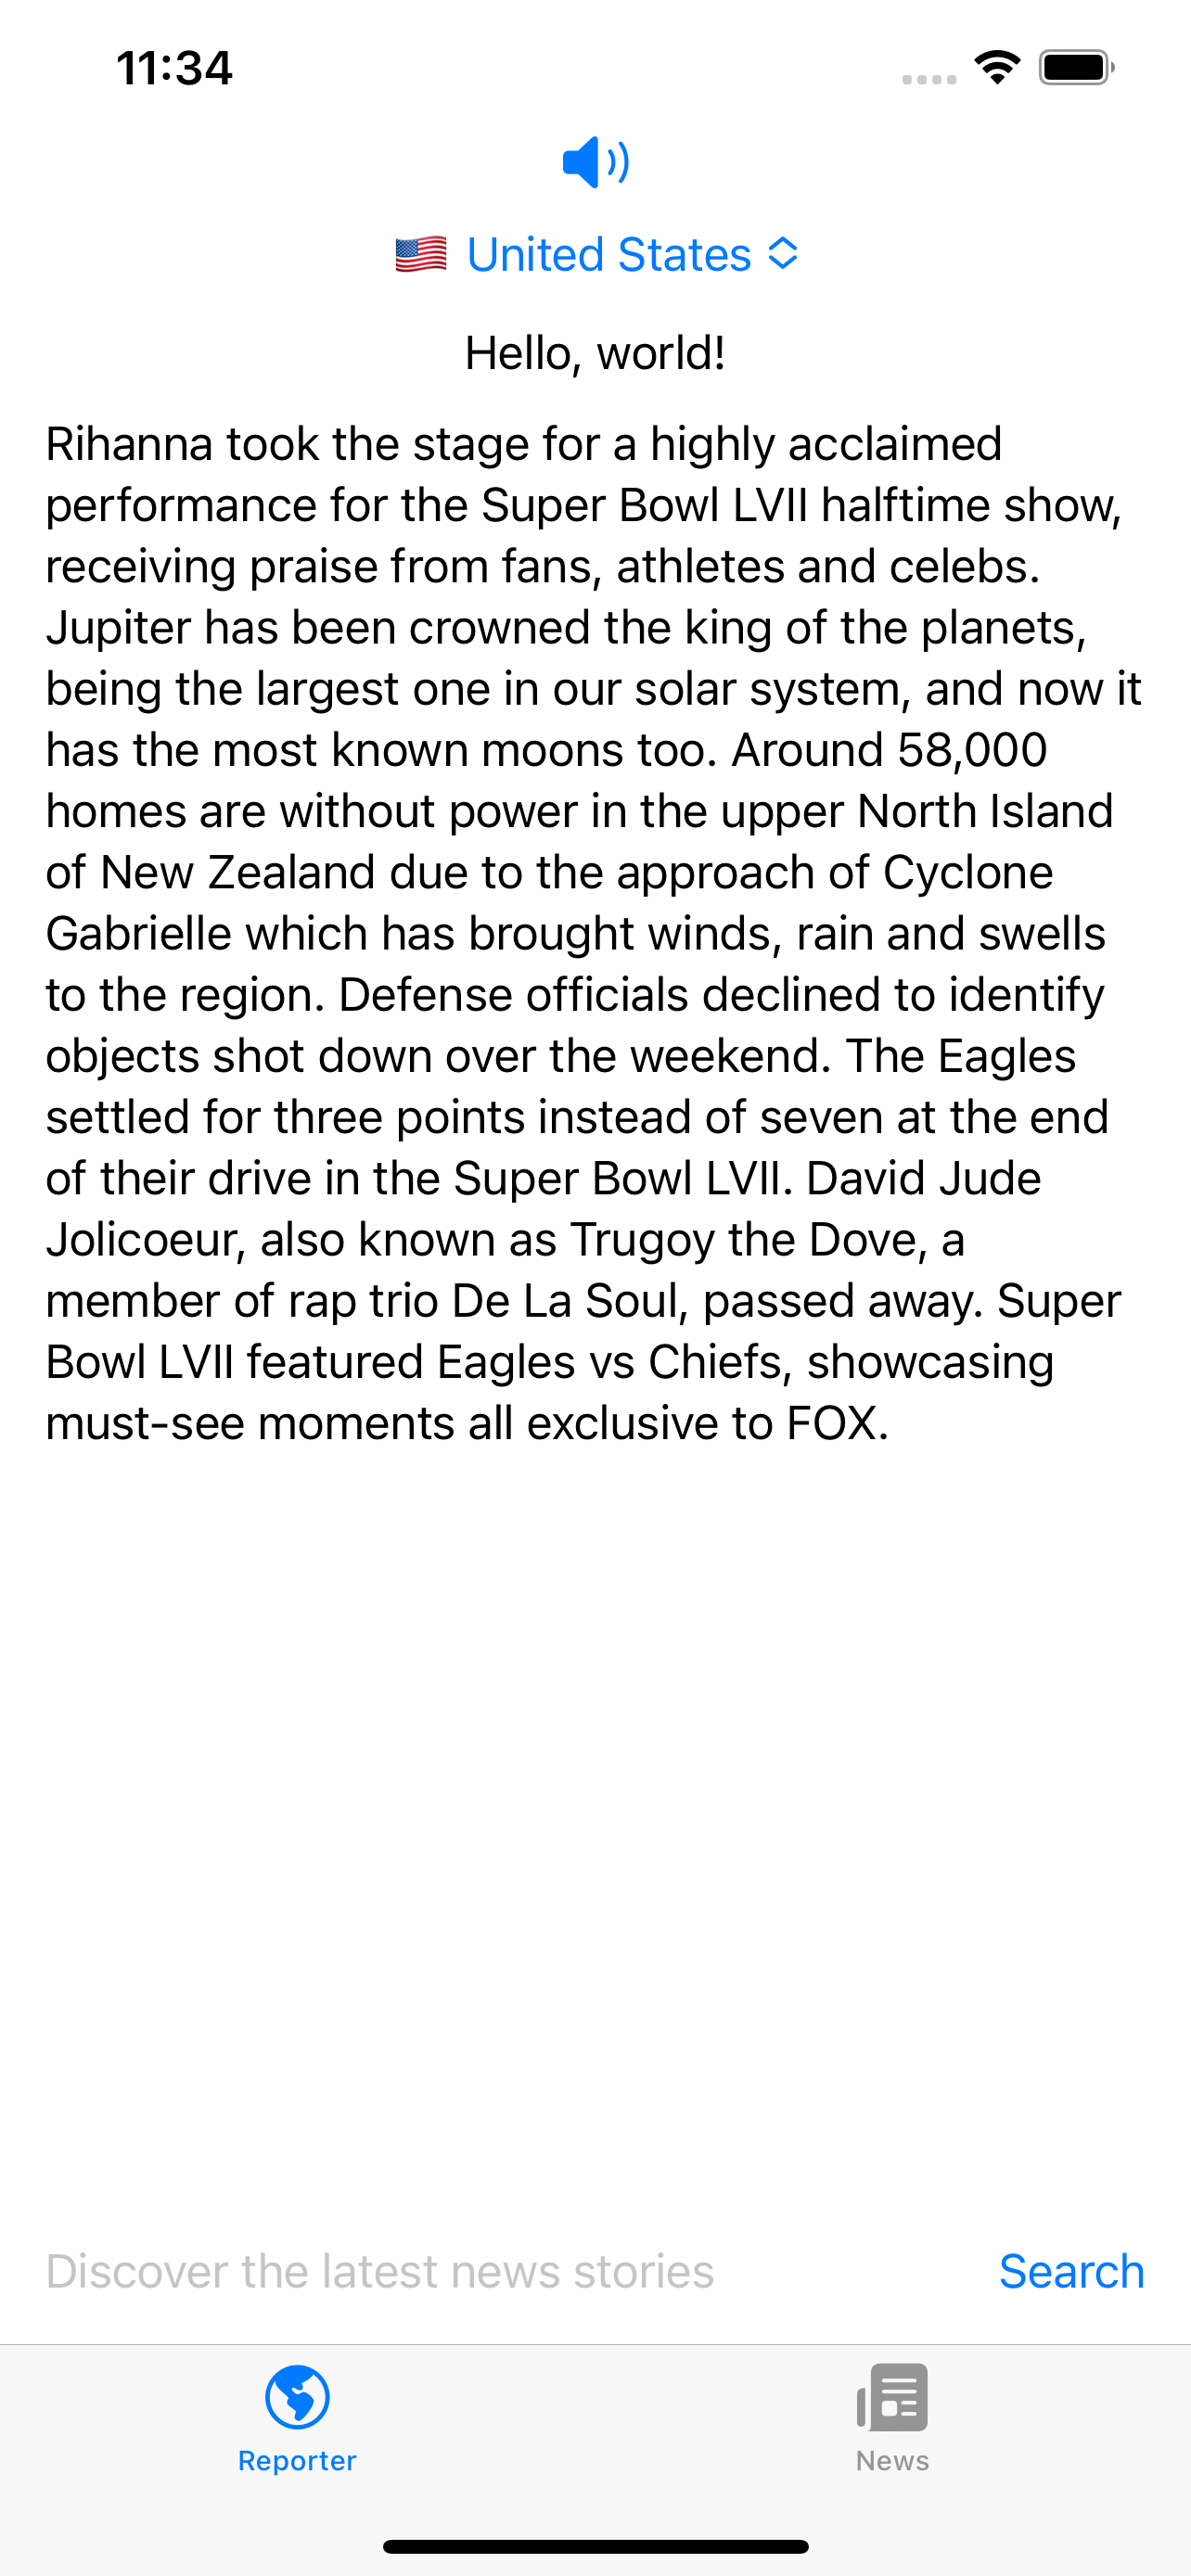 11:34
United States
Hello, world!
Rihanna took the stage for a highly acclaimed
performance for the Super Bowl LVII halftime show,
receiving praise from fans, athletes and celebs.
Jupiter has been crowned the king of the planets,
being the largest one in our solar system, and now it
has the most known moons too. Around 58,000
homes are without power in the upper North Island
of New Zealand due to the approach of Cyclone
Gabrielle which has brought winds, rain and swells
to the region. Defense officials declined to identify
objects shot down over the weekend. The Eagles
settled for three points instead of seven at the end
of their drive in the Super Bowl LVII. David Jude
Jolicoeur, also known as Trugoy the Dove, a
member of rap trio De La Soul, passed away. Super
Bowl LVII featured Eagles vs Chiefs, showcasing
must-see moments all exclusive to FOX.
Discover the latest news stories Search
Reporter News